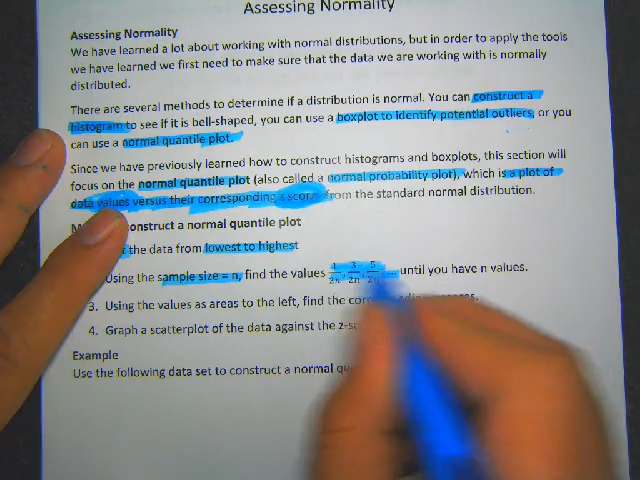 Assessing Normality
Assessing Normality
We have learned a lot about working with normal distributions, but in order to apply the tools
we have learned we first need to make sure that the data we are working with is normally
distributed.
There are several methods to determine if a distribution is normal. You can construct a
histogram to see if it is bell-shaped, you can use a boxplot to identify potential outliers, or you
can use a normal quantile plot.
Since we have previously learned how to construct histograms and boxplots, this section will
focus on the normal quantile plot (also called a normal probability plot), which is a plot of
data values versus their corresponding z score from the standard normal distribution.
construct a normal quantile plot
the data from lowest to highest
Using the sample size = n, find the values 1/2n, 3/2n, 5/2n, ... until you have n values.
3. Using the values as areas to the left, find the
4. Graph a scatterplot of the data against the
Example
Use the following data set to construct a normal